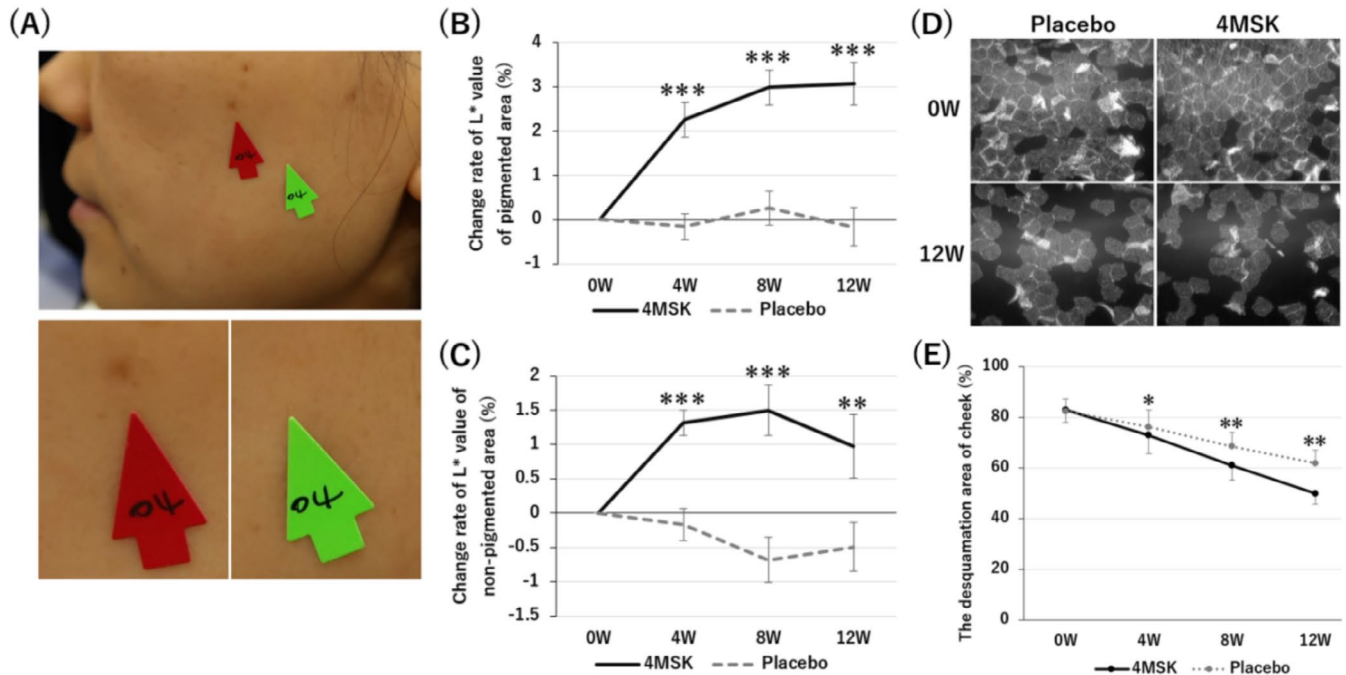 (A)
04
04
04
04
(B)
Change rate of L* value
of pigmented area (%)
4
3
2
1
0
-1
***
***
***
0W
4W
8W
12W
4MSK
Placebo
(C)
Change rate of L* value of
non-pigmented area (%)
2
1.5
1
0.5
0
-0.5
-1
-1.5
***
***
**
0W
4W
8W
12W
4MSK
Placebo
(D)
Placebo
4MSK
0W
12W
(E)
The desquamation area of cheek (%)
100
80
60
40
20
0
*
**
**
0W
4W
8W
12W
4MSK
Placebo